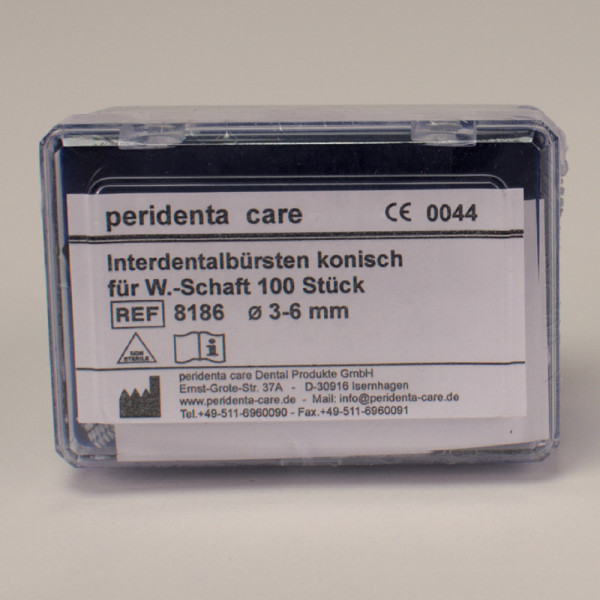 peridenta care CE 0044
Interdentalbürsten konisch
für W.-Schaft 100 Stück
REF 8186 ø 3-6 mm
NON
STERILE
i
peridenta care Dental Produkte GmbH
Ernst-Grote-Str. 37A - D-30916 Isernhagen
www.peridenta-care.de - Mail: info@peridenta-care.de
Tel.+49-511-6960090 - Fax.+49-511-6960091